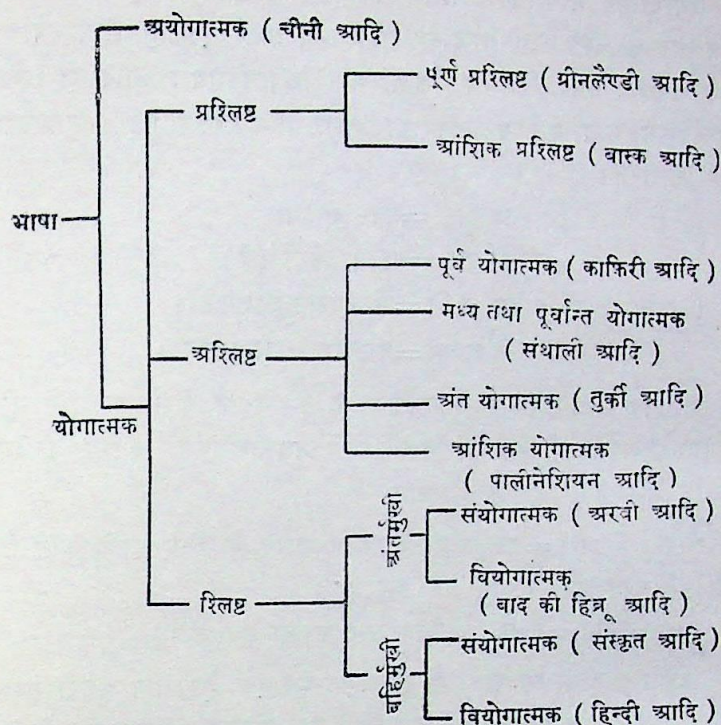 अयोगात्मक ( चीनी आदि )
पूर्ण प्रश्लिष्ट ( ग्रीनलैण्डी आदि )
प्रश्लिष्ट
आंशिक प्रश्लिष्ट ( वास्क आदि )
भाषा
पूर्व योगात्मक ( काफ़िरी आदि )
मध्य तथा पूर्वान्त योगात्मक
( संथाली आदि )
अश्लिष्ट
अंत योगात्मक ( तुर्की आदि )
योगात्मक
आंशिक योगात्मक
( पालीनेशियन आदि )
अंतर्मुखी
संयोगात्मक ( अरबी आदि )
वियोगात्मक
( बाद की हिब्रू आदि )
श्लिष्ट
बहिर्मुखी
संयोगात्मक ( संस्कृत आदि )
वियोगात्मक ( हिन्दी आदि )